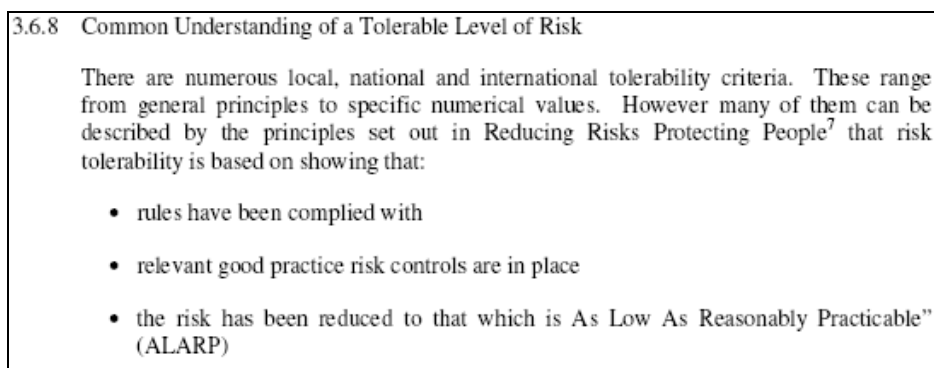 3.6.8 Common Understanding of a Tolerable Level of Risk
There are numerous local, national and international tolerability criteria. These range
from general principles to specific numerical values. However many of them can be
described by the principles set out in Reducing Risks Protecting People7 that risk
tolerability is based on showing that:
• rules have been complied with
• relevant good practice risk controls are in place
• the risk has been reduced to that which is As Low As Reasonably Practicable”
(ALARP)